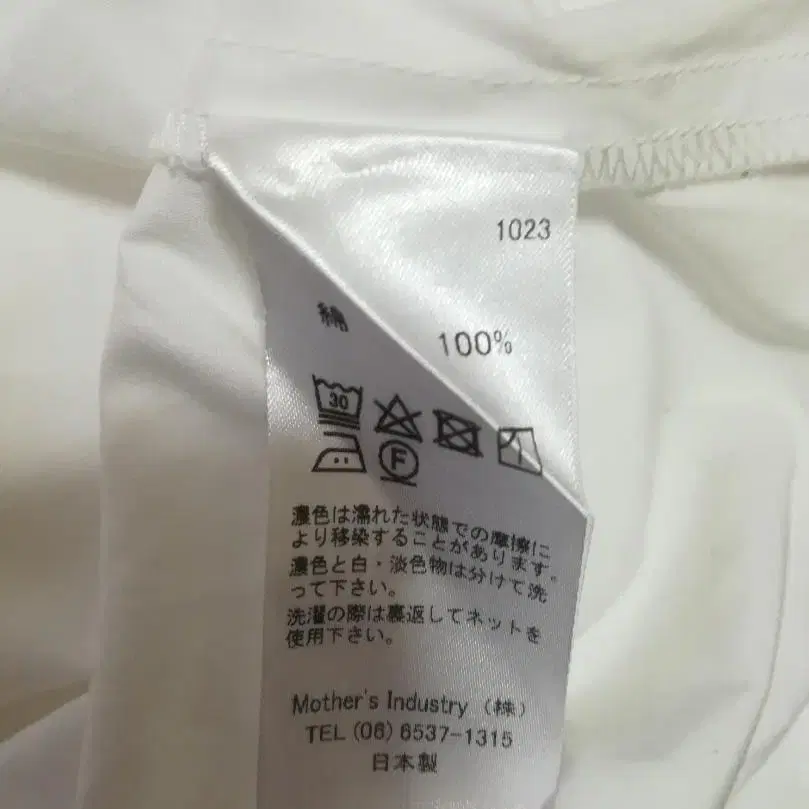 1023
綿 100%
30
F
濃色は濡れた状態での摩擦に
より移染することがあります。
濃色と白・淡色物は分けて洗
って下さい。
洗濯の際は裏返してネットを
使用下さい。
Mother's Industry (株)
TEL (06) 6537-1315
日本製